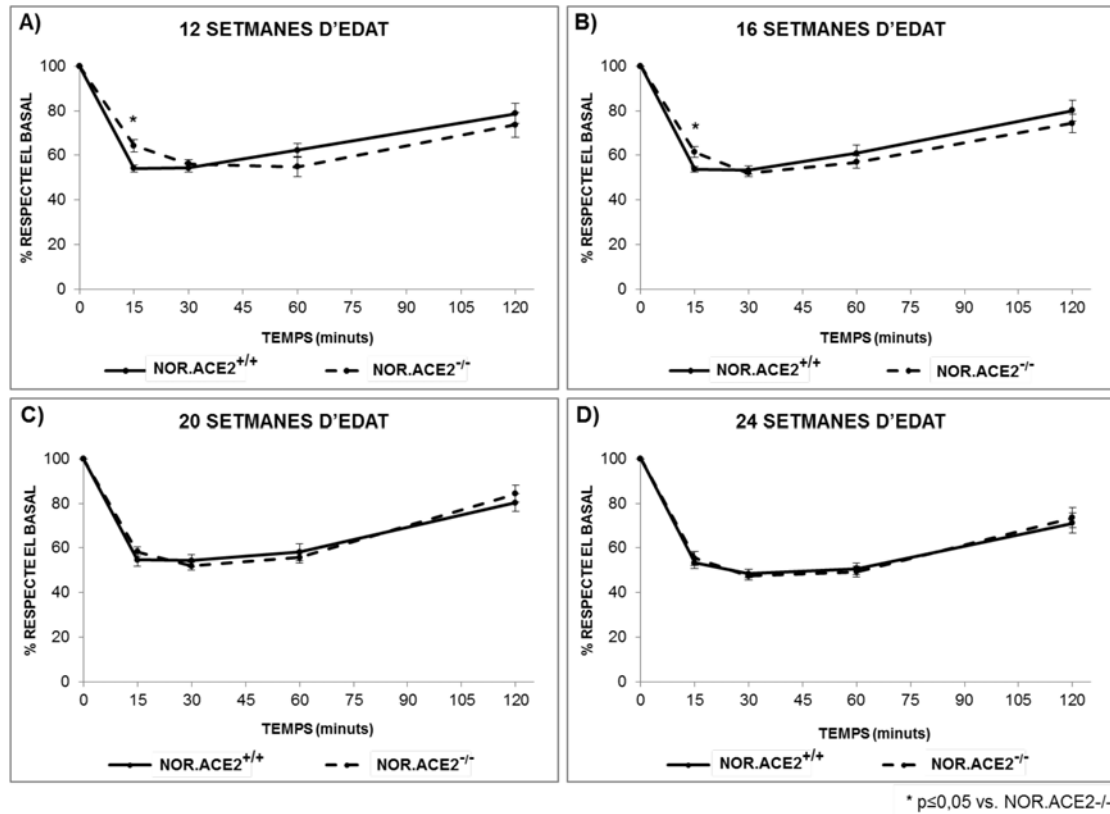 A)
12 SETMANES D'EDAT
% RESPECTE EL BASAL
100
80
60
40
20
0
*
0 15 30 45 60 75 90 105 120
TEMPS (minuts)
NOR.ACE2+/+ NOR.ACE2-/-
B)
16 SETMANES D'EDAT
% RESPECTE EL BASAL
100
80
60
40
20
0
*
0 15 30 45 60 75 90 105 120
TEMPS (minuts)
NOR.ACE2+/+ NOR.ACE2-/-
C)
20 SETMANES D'EDAT
% RESPECTE EL BASAL
100
80
60
40
20
0
0 15 30 45 60 75 90 105 120
TEMPS (minuts)
NOR.ACE2+/+ NOR.ACE2-/-
D)
24 SETMANES D'EDAT
% RESPECTE EL BASAL
100
80
60
40
20
0
0 15 30 45 60 75 90 105 120
TEMPS (minuts)
NOR.ACE2+/+ NOR.ACE2-/-
* p≤0,05 vs. NOR.ACE2-/-